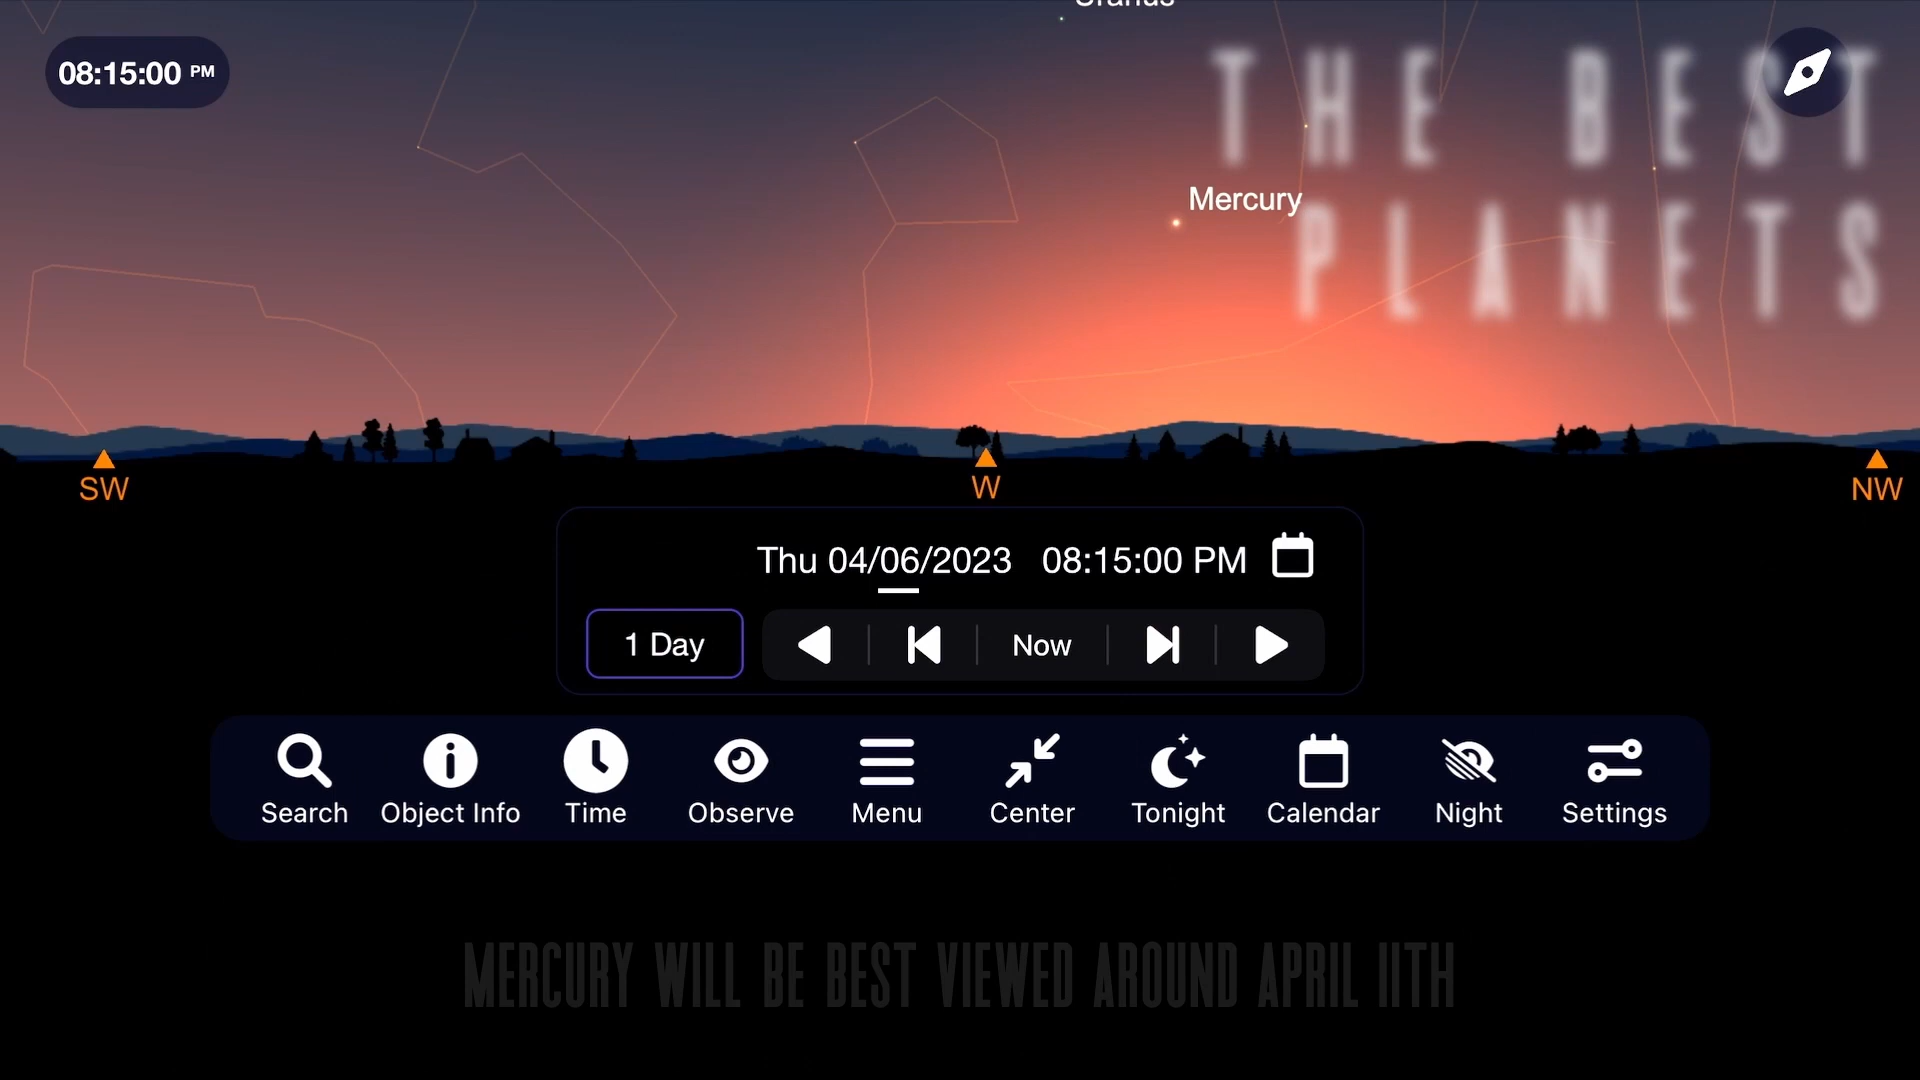 Uranus
08:15:00 PM
THE BEST
PLANETS
Mercury
SW
W
NW
Thu 04/06/2023 08:15:00 PM
1 Day
Now
Search
Object Info
Time
Observe
Menu
Center
Tonight
Calendar
Night
Settings
MERCURY WILL BE BEST VIEWED AROUND APRIL 11TH